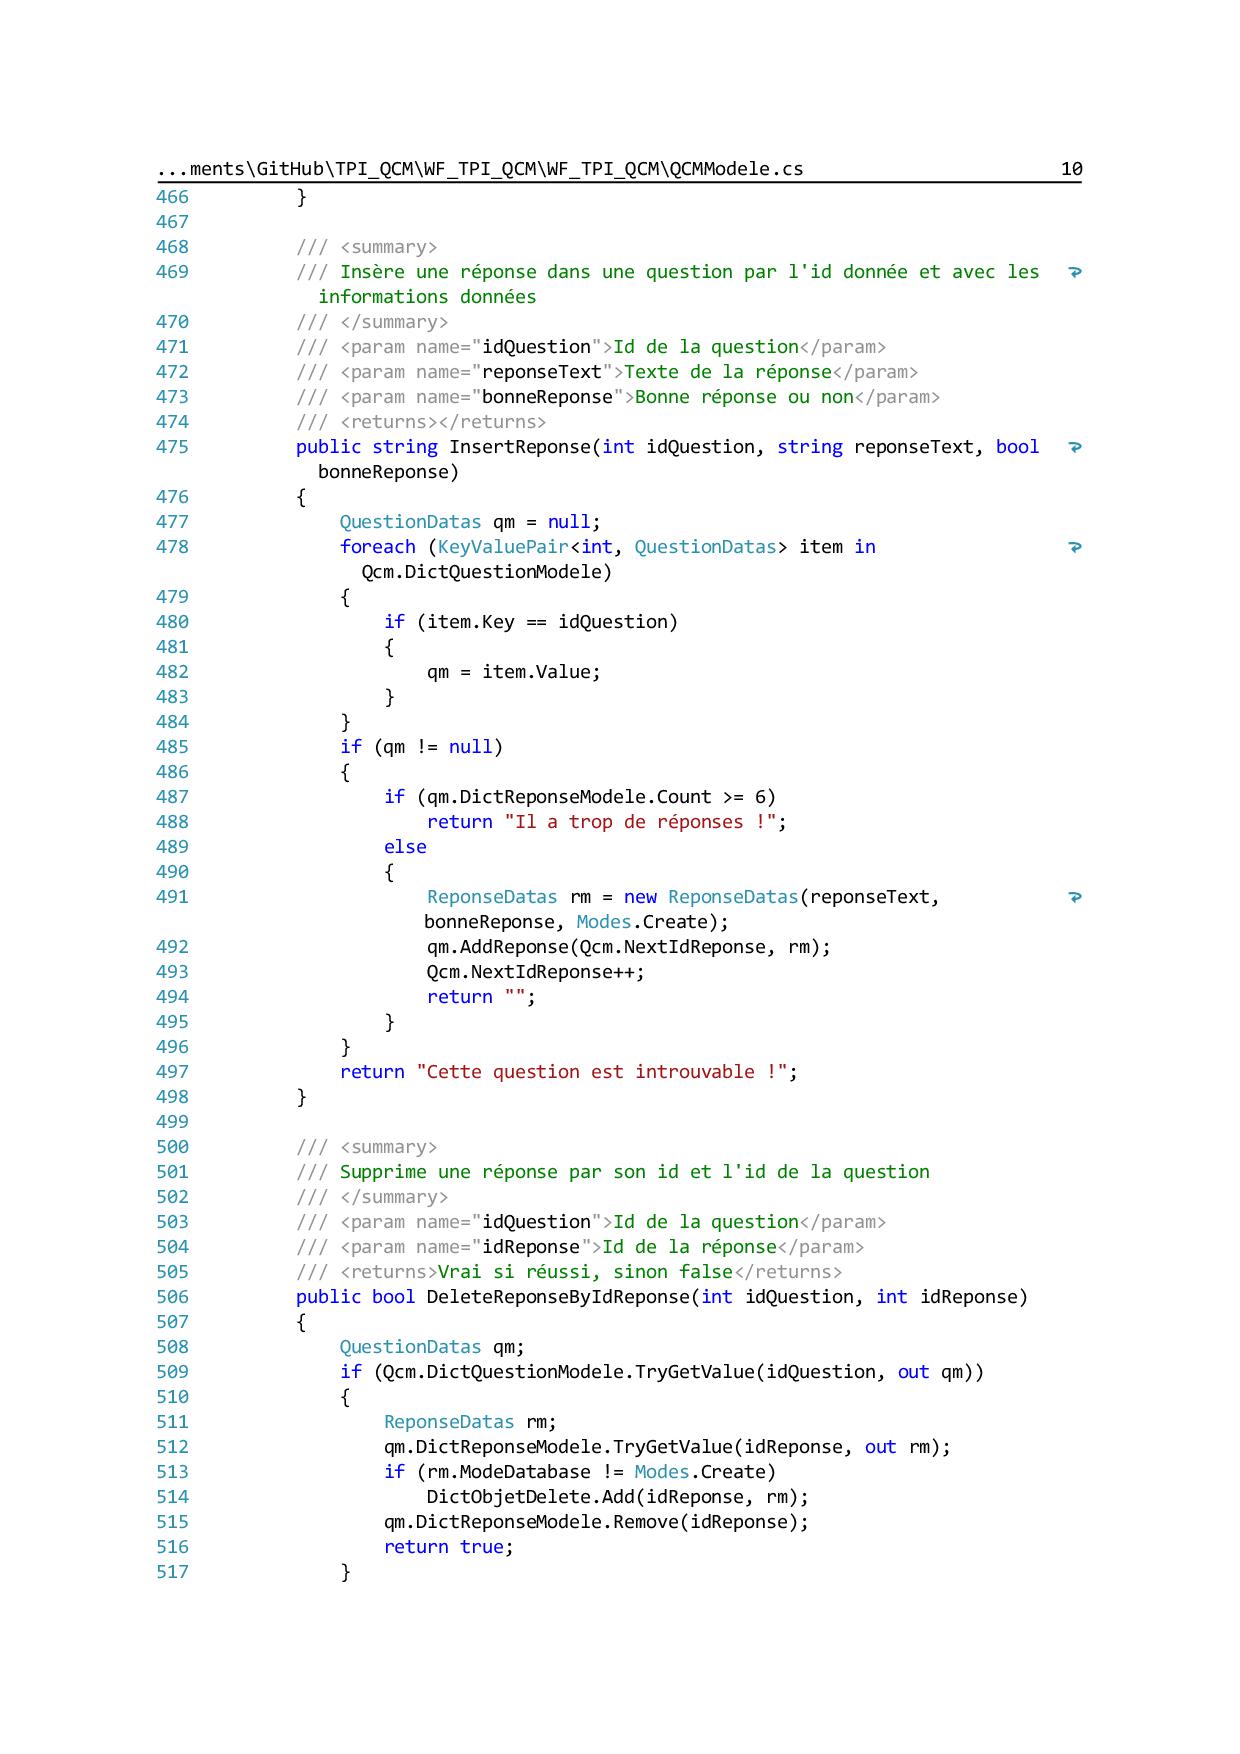 ...ments\GitHub\TPI_QCM\WF_TPI_QCM\WF_TPI_QCM\QCMModele.cs 10
466 }
467
468 /// <summary>
469 /// Insère une réponse dans une question par l'id donnée et avec les
informations données
470 /// </summary>
471 /// <param name="idQuestion">Id de la question</param>
472 /// <param name="reponseText">Texte de la réponse</param>
473 /// <param name="bonneReponse">Bonne réponse ou non</param>
474 /// <returns></returns>
475 public string InsertReponse(int idQuestion, string reponseText, bool
bonneReponse)
476 {
477 QuestionDatas qm = null;
478 foreach (KeyValuePair<int, QuestionDatas> item in
Qcm.DictQuestionModele)
479 {
480 if (item.Key == idQuestion)
481 {
482 qm = item.Value;
483 }
484 }
485 if (qm != null)
486 {
487 if (qm.DictReponseModele.Count >= 6)
488 return "Il a trop de réponses !";
489 else
490 {
491 ReponseDatas rm = new ReponseDatas(reponseText,
bonneReponse, Modes.Create);
492 qm.AddReponse(Qcm.NextIdReponse, rm);
493 Qcm.NextIdReponse++;
494 return "";
495 }
496 }
497 return "Cette question est introuvable !";
498 }
499
500 /// <summary>
501 /// Supprime une réponse par son id et l'id de la question
502 /// </summary>
503 /// <param name="idQuestion">Id de la question</param>
504 /// <param name="idReponse">Id de la réponse</param>
505 /// <returns>Vrai si réussi, sinon false</returns>
506 public bool DeleteReponseByIdReponse(int idQuestion, int idReponse)
507 {
508 QuestionDatas qm;
509 if (Qcm.DictQuestionModele.TryGetValue(idQuestion, out qm))
510 {
511 ReponseDatas rm;
512 qm.DictReponseModele.TryGetValue(idReponse, out rm);
513 if (rm.ModeDatabase != Modes.Create)
514 DictObjetDelete.Add(idReponse, rm);
515 qm.DictReponseModele.Remove(idReponse);
516 return true;
517 }